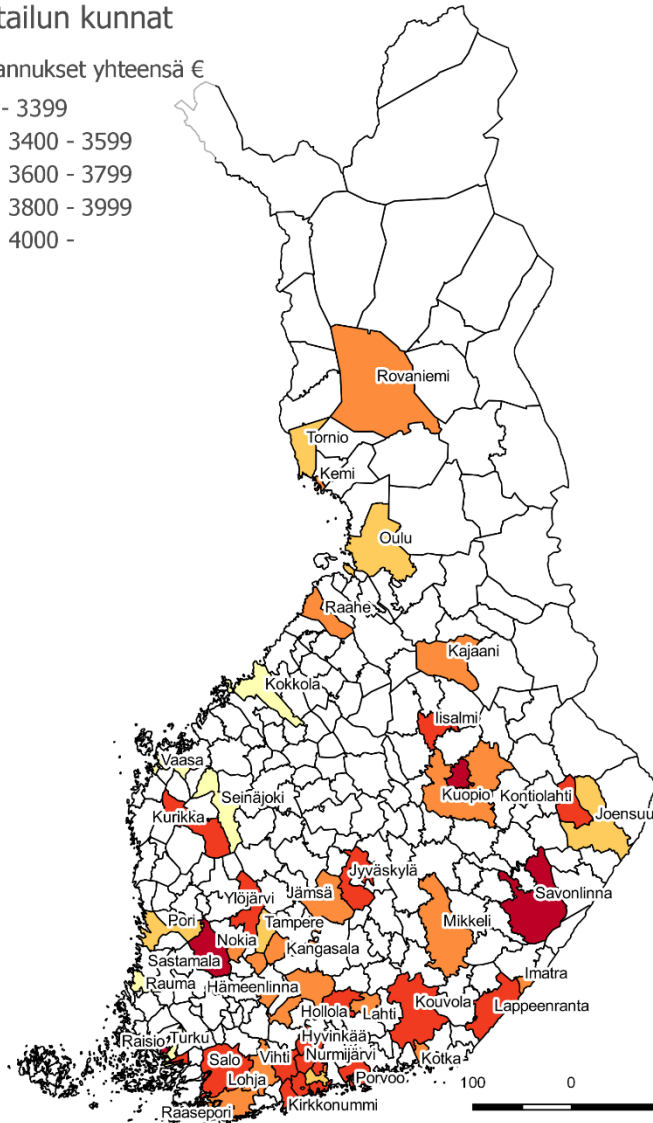 tailun kunnat
annukset yhteensä €
- 3399
3400 - 3599
3600 - 3799
3800 - 3999
4000 -
Rovaniemi
Tornio
Kemi
Oulu
Raahe
Kajaani
Kokkola
Iisalmi
Vaasa
Seinäjoki
Kuopio
Kontiolahti
Joensuu
Kurikka
Jyväskylä
Ylöjärvi
Jämsä
Savonlinna
Pori
Tampere
Mikkeli
Nokia
Kangasala
Sastamala
Imatra
Rauma
Hämeenlinna
Kouvola
Lappeenranta
Hollola
Lahti
Raisio
Turku
Hyvinkää
Salo
Vihti
Nurmijärvi
Kotka
Lohja
Porvoo
Raasepori
Kirkkonummi
100
0